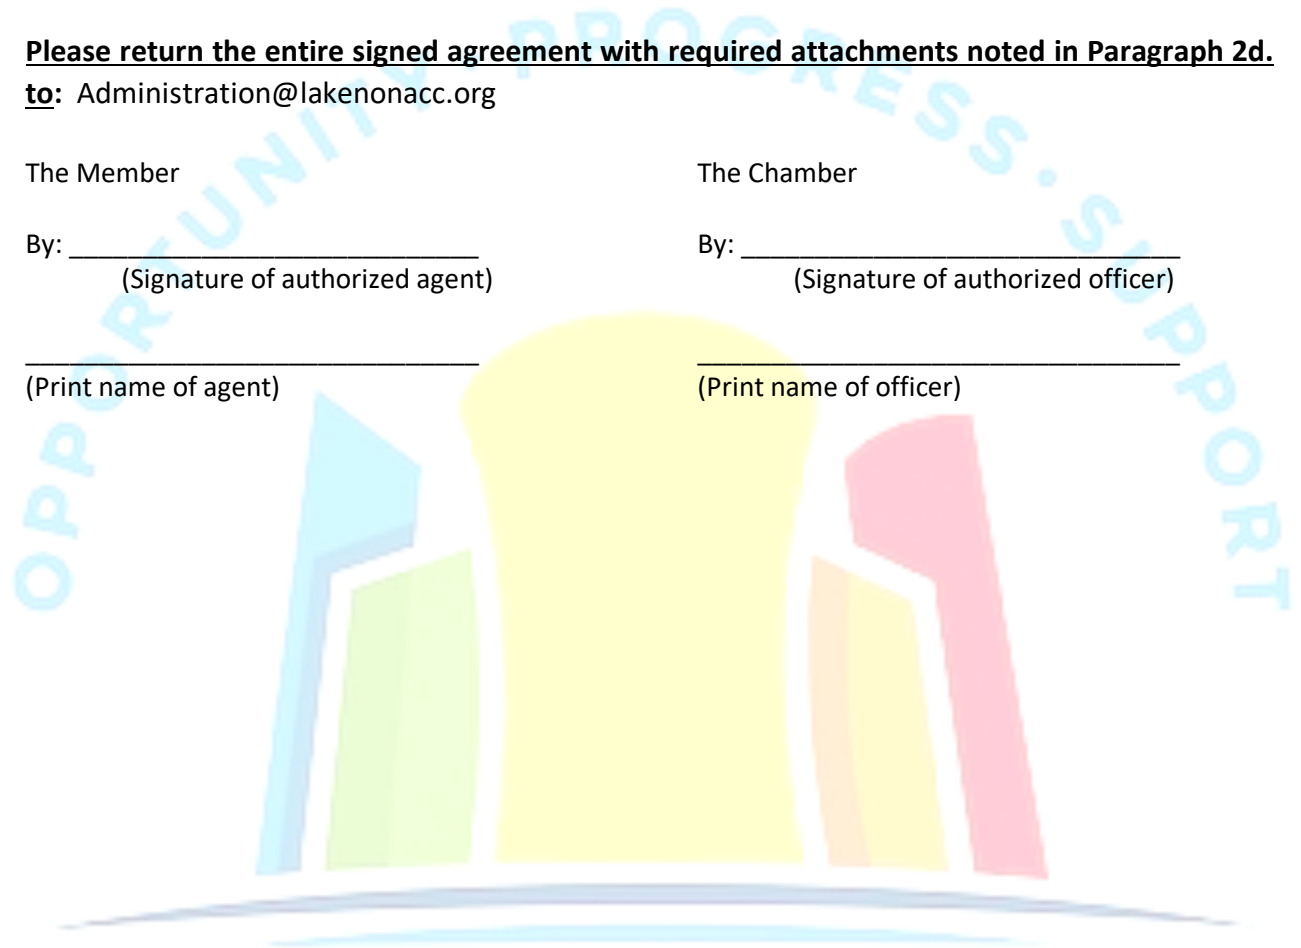 OPPORTUNITY · PROGRESS · SUPPORT
Please return the entire signed agreement with required attachments noted in Paragraph 2d.
to: Administration@lakenonacc.org
The Member The Chamber
By: ____________________________ By: ______________________________
(Signature of authorized agent) (Signature of authorized officer)
_______________________________ _________________________________
(Print name of agent) (Print name of officer)